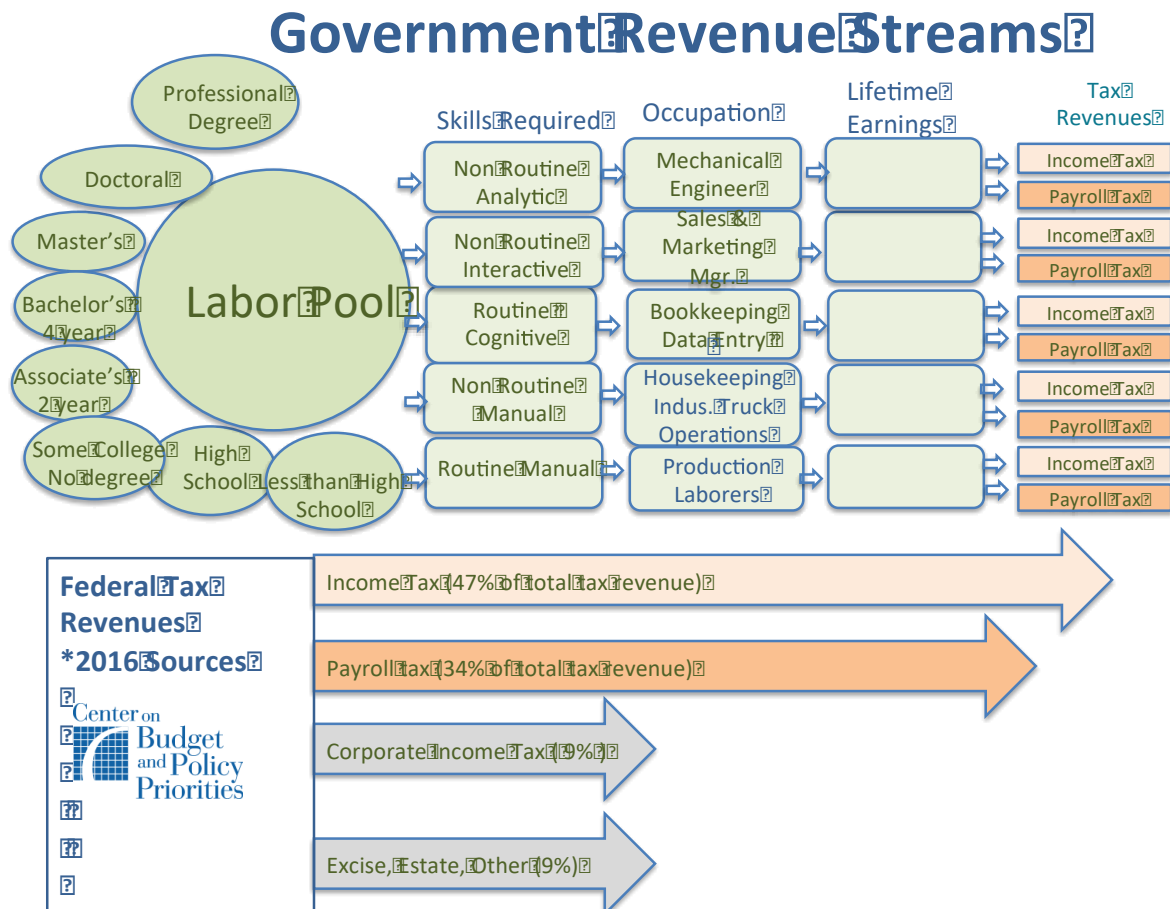 Government Revenue Streams
Professional
Degree
Doctoral
Master's
Bachelor's
4 year
Associate's
2 year
Some College
No degree
High
School
Less than High
School
Labor Pool
Skills Required
Non Routine
Analytic
Non Routine
Interactive
Routine
Cognitive
Non Routine
Manual
Routine Manual
Occupation
Mechanical
Engineer
Sales &
Marketing
Mgr.
Bookkeeping
Data Entry
Housekeeping
Indus. Truck
Operations
Production
Laborers
Lifetime
Earnings
Tax
Revenues
Income Tax
Payroll Tax
Income Tax
Payroll Tax
Income Tax
Payroll Tax
Income Tax
Payroll Tax
Income Tax
Payroll Tax
Federal Tax
Revenues
*2016 Sources
Center on
Budget
and Policy
Priorities
Income Tax (47% of total tax revenue)
Payroll tax (34% of total tax revenue)
Corporate Income Tax ( 9% )
Excise, Estate, Other (9%)